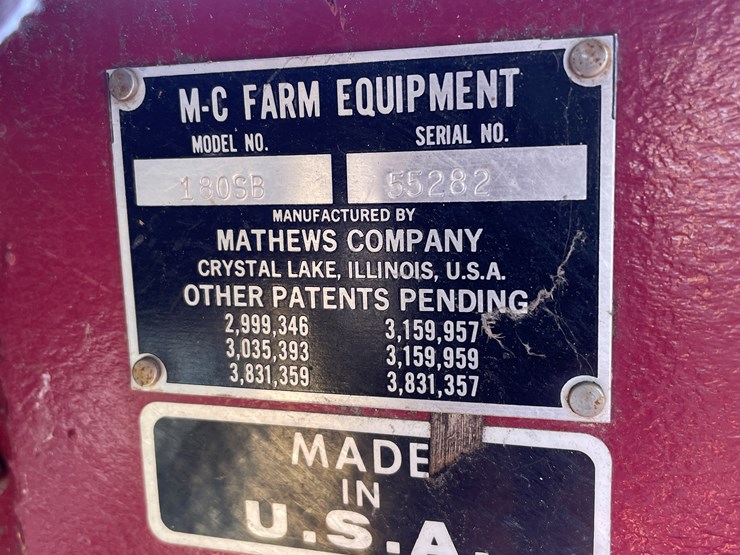 M-C FARM EQUIPMENT
MODEL NO. SERIAL NO.
180SB 55282
MANUFACTURED BY
MATHEWS COMPANY
CRYSTAL LAKE, ILLINOIS, U.S.A.
OTHER PATENTS PENDING
2,999,346 3,159,957
3,035,393 3,159,959
3,831,359 3,831,357
MADE
IN
U.S.A.